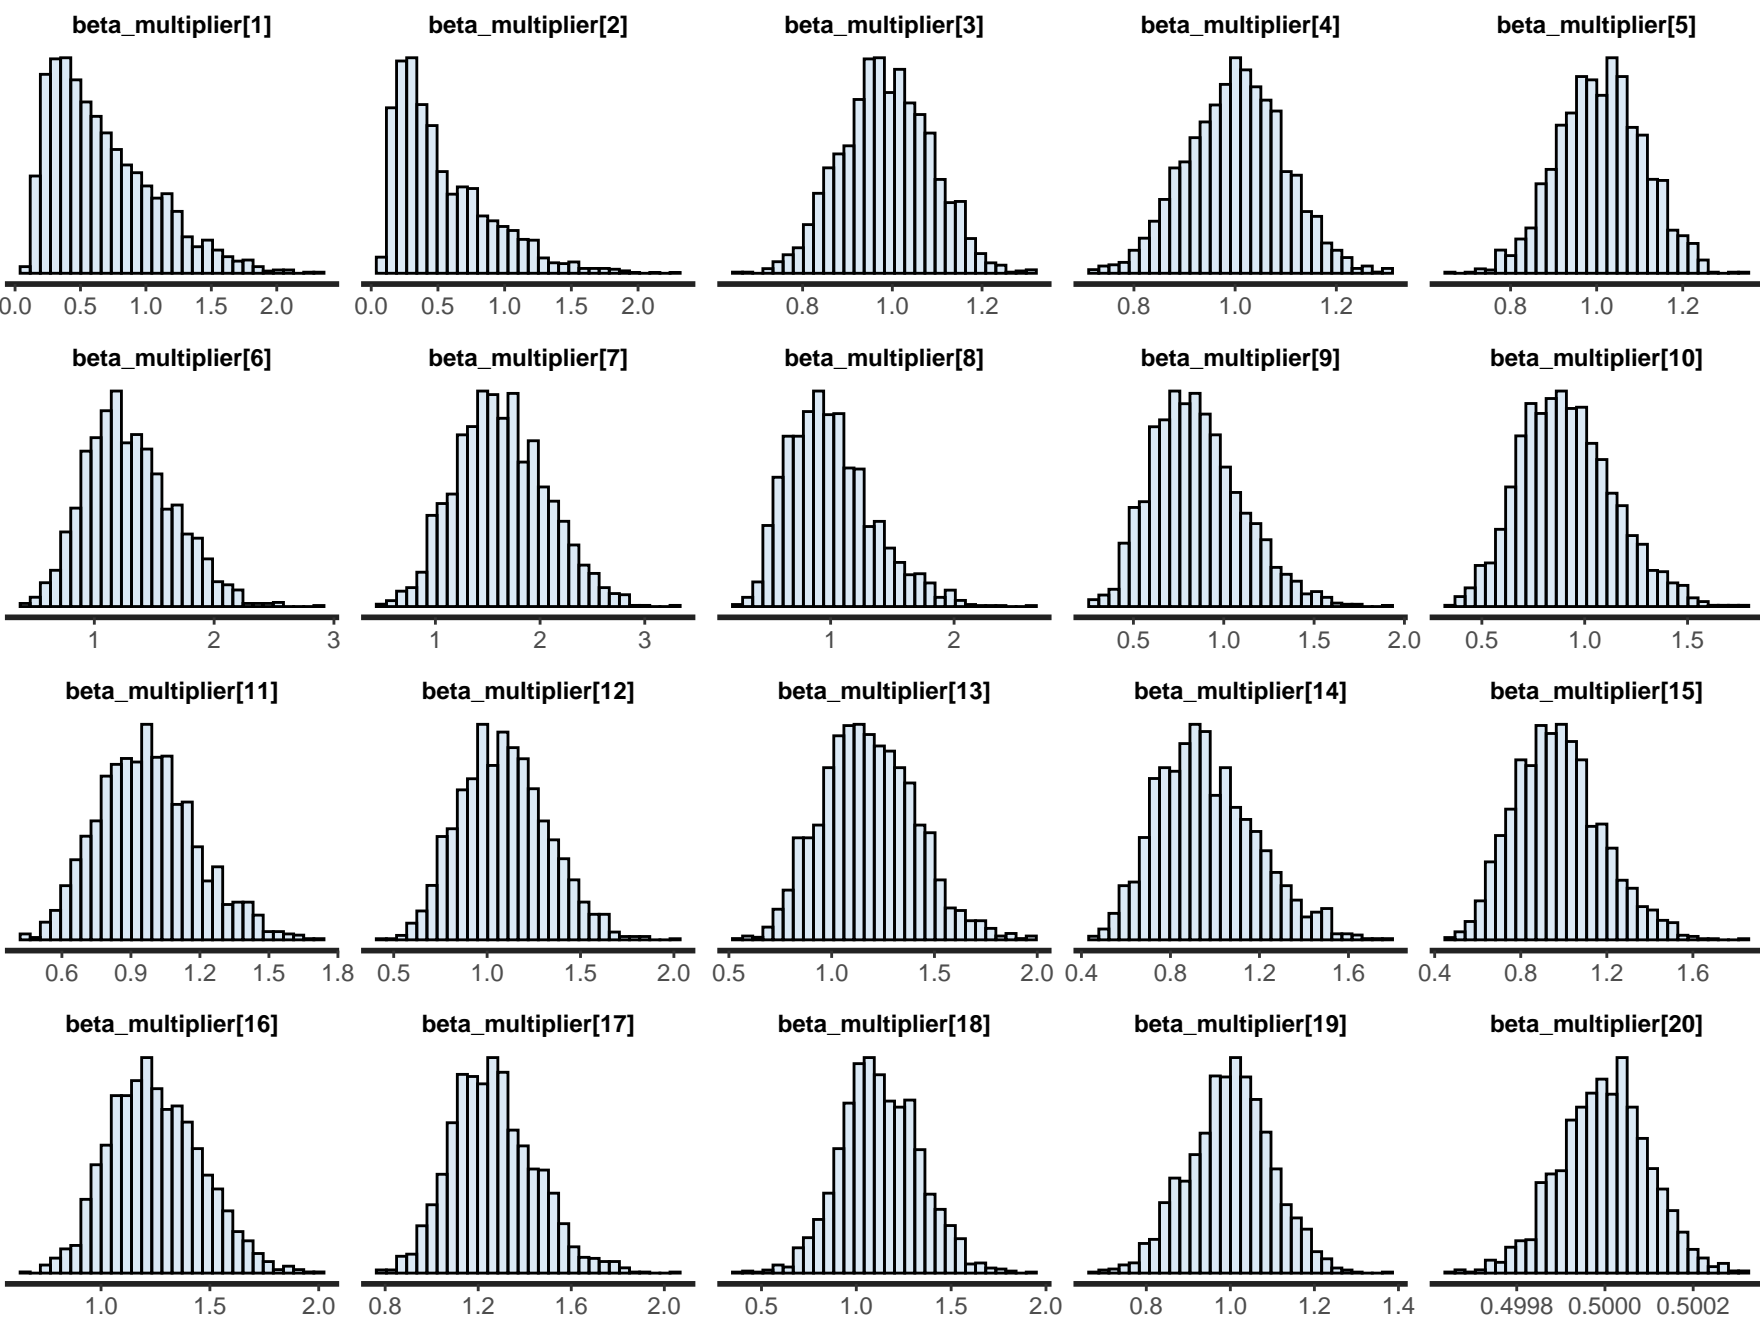 beta_multiplier[1] beta_multiplier[2] beta_multiplier[3] beta_multiplier[4] beta_multiplier[5]
0.0 0.5 1.0 1.5 2.0 0.0 0.5 1.0 1.5 2.0 0.8 1.0 1.2 0.8 1.0 1.2 0.8 1.0 1.2
beta_multiplier[6] beta_multiplier[7] beta_multiplier[8] beta_multiplier[9] beta_multiplier[10]
1 2 3 1 2 3 1 2 0.5 1.0 1.5 2.0 0.5 1.0 1.5
beta_multiplier[11] beta_multiplier[12] beta_multiplier[13] beta_multiplier[14] beta_multiplier[15]
0.6 0.9 1.2 1.5 1.8 0.5 1.0 1.5 2.0 0.5 1.0 1.5 2.0 0.4 0.8 1.2 1.6 0.4 0.8 1.2 1.6
beta_multiplier[16] beta_multiplier[17] beta_multiplier[18] beta_multiplier[19] beta_multiplier[20]
1.0 1.5 2.0 0.8 1.2 1.6 2.0 0.5 1.0 1.5 2.0 0.8 1.0 1.2 1.4 0.4998 0.5000 0.5002